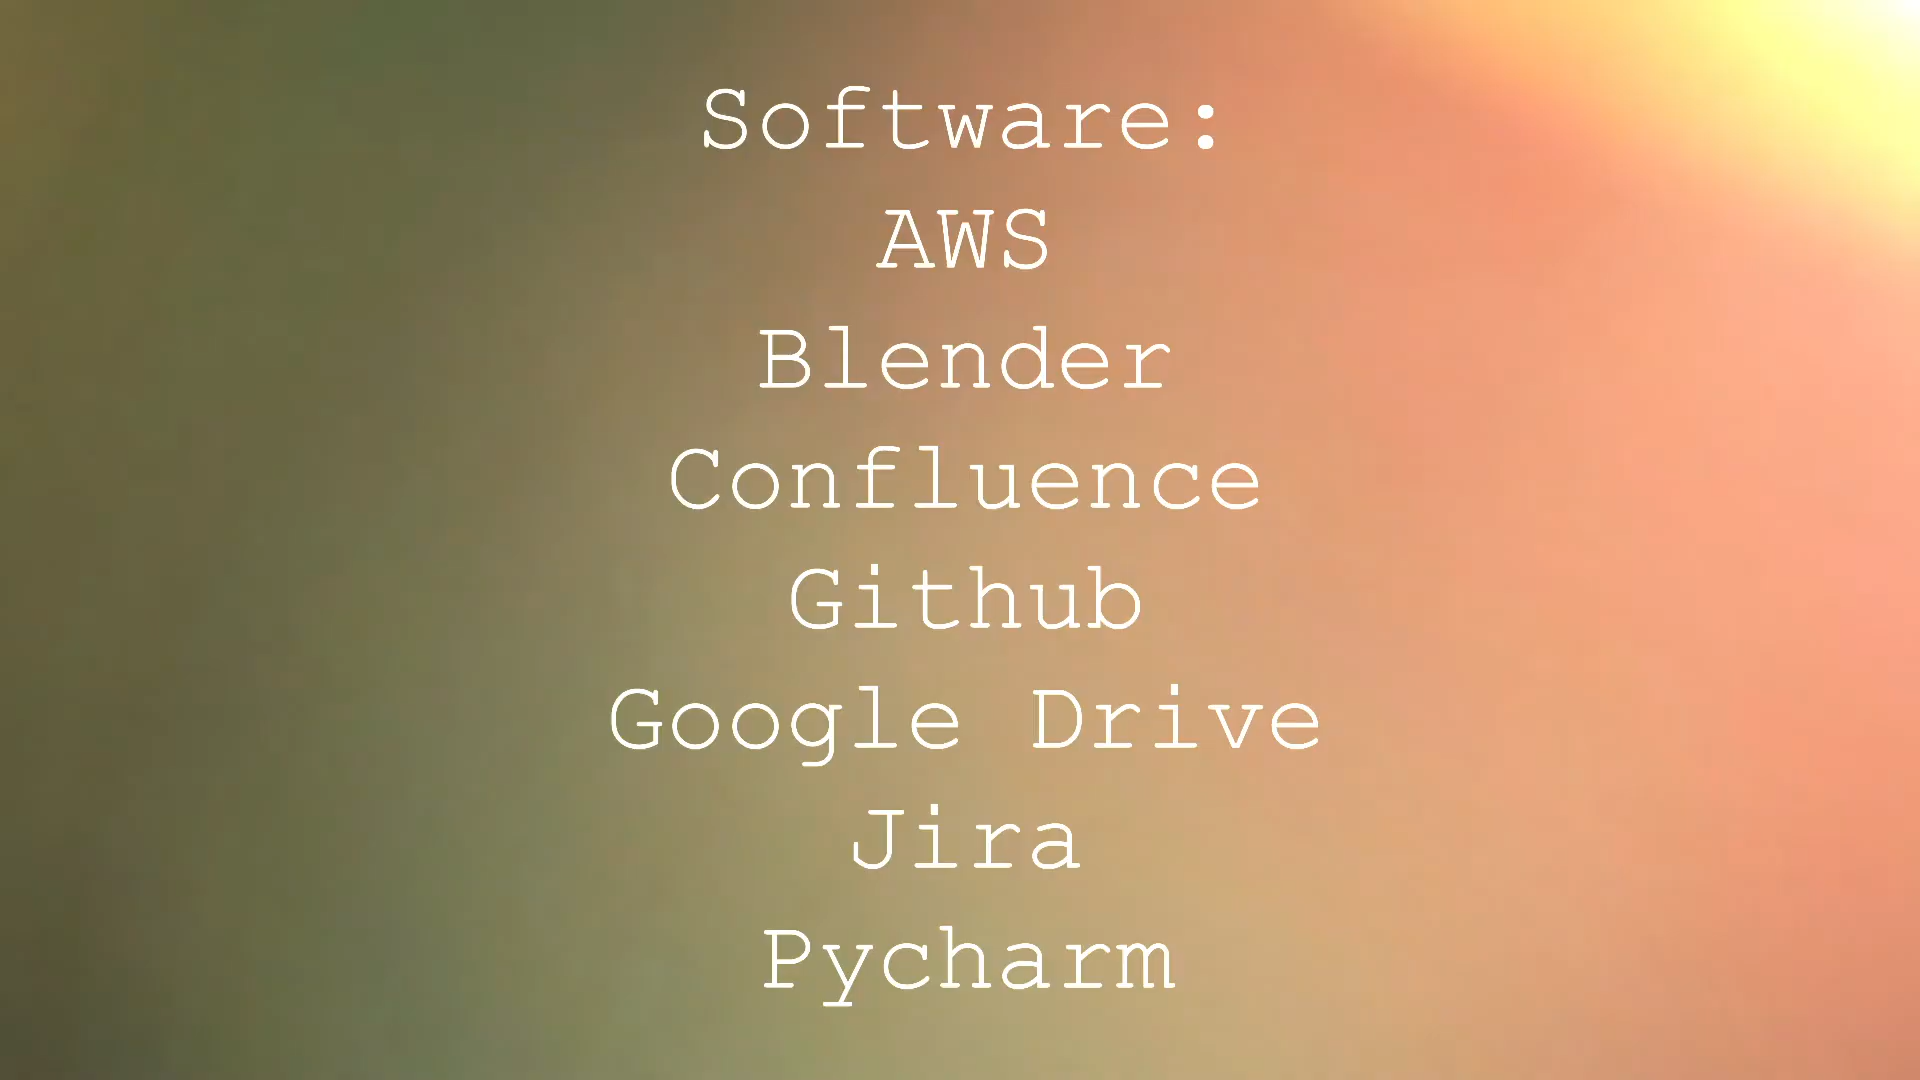 Software:
AWS
Blender
Confluence
Github
Google Drive
Jira
Pycharm